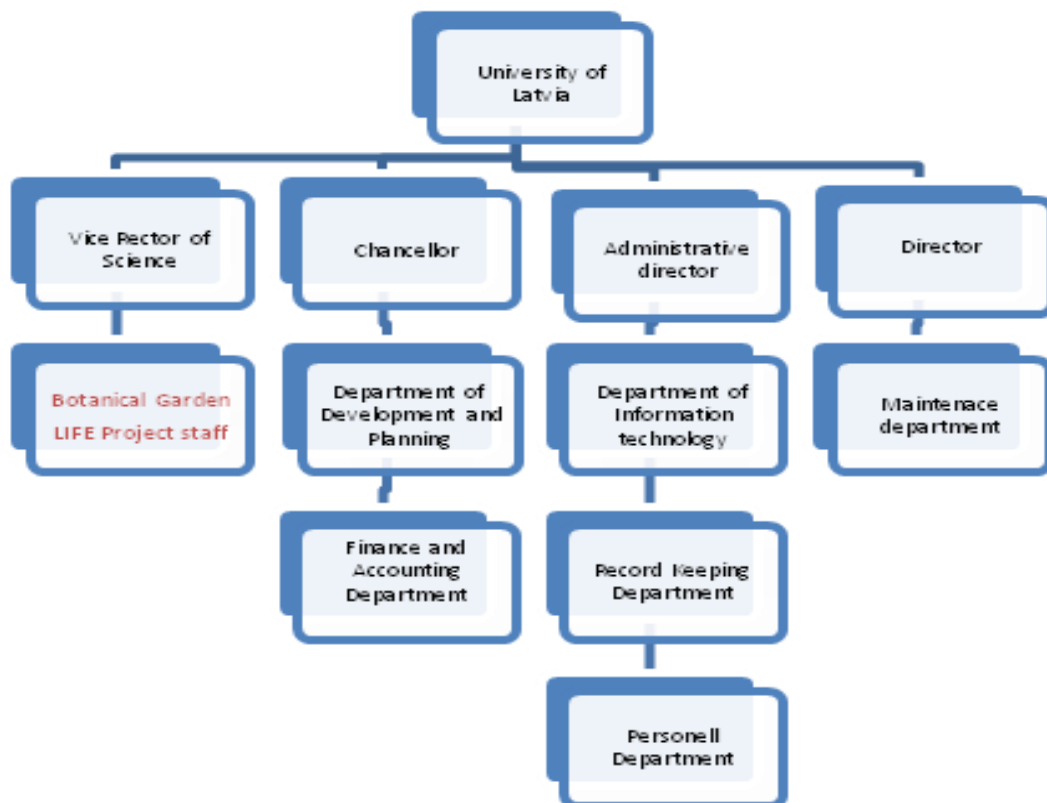 University of
Latvia
Vice Rector of
Science
Chancellor
Administrative
director
Director
Botanical Garden
LIFE Project staff
Department of
Development and
Planning
Department of
Information
technology
Maintenace
department
Finance and
Accounting
Department
Record Keeping
Department
Personell
Department